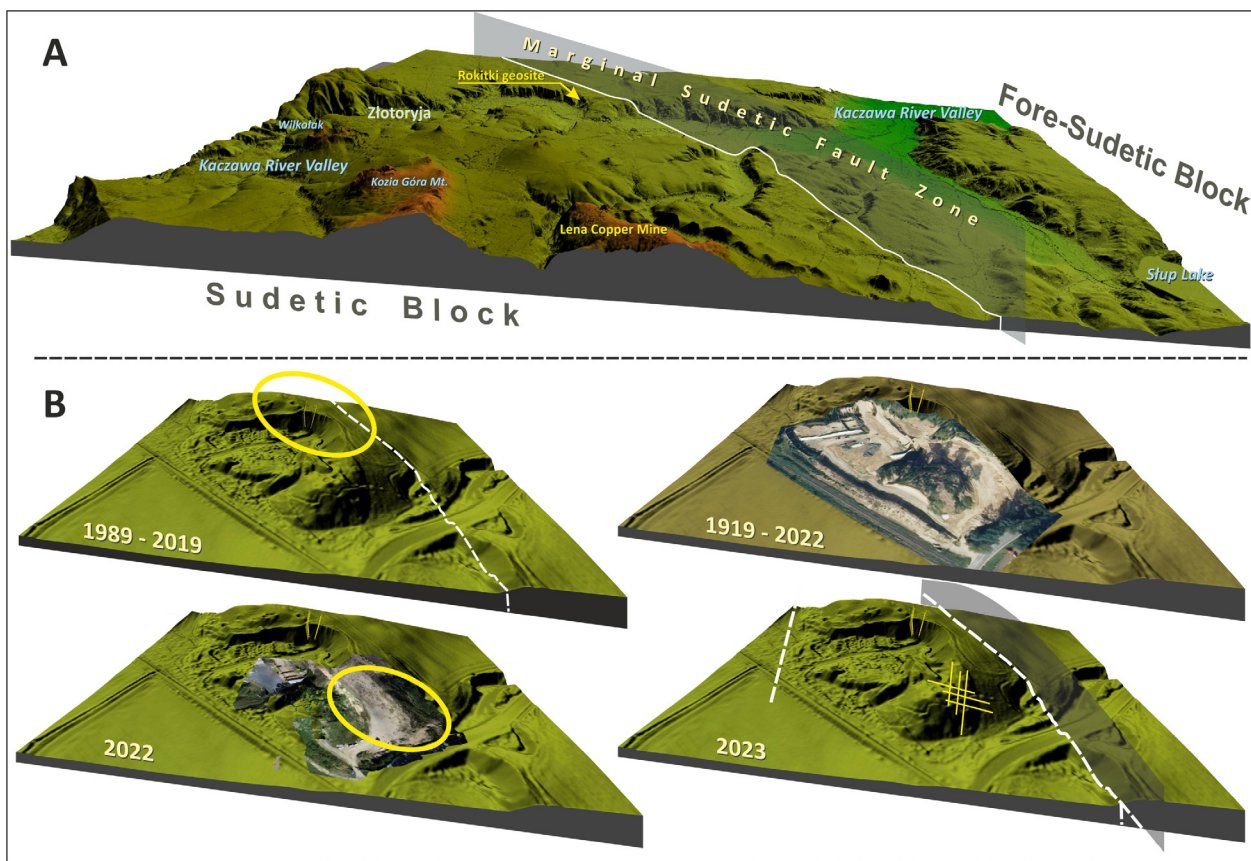 A
Marginal Sudetic Fault Zone
Rokitki geosite
Złotoryja
Wilkołak
Kaczawa River Valley
Kozia Góra Mt.
Lena Copper Mine
Kaczawa River Valley
Fore-Sudetic Block
Słup Lake
Sudetic Block
B
1989 - 2019
1919 - 2022
2022
2023